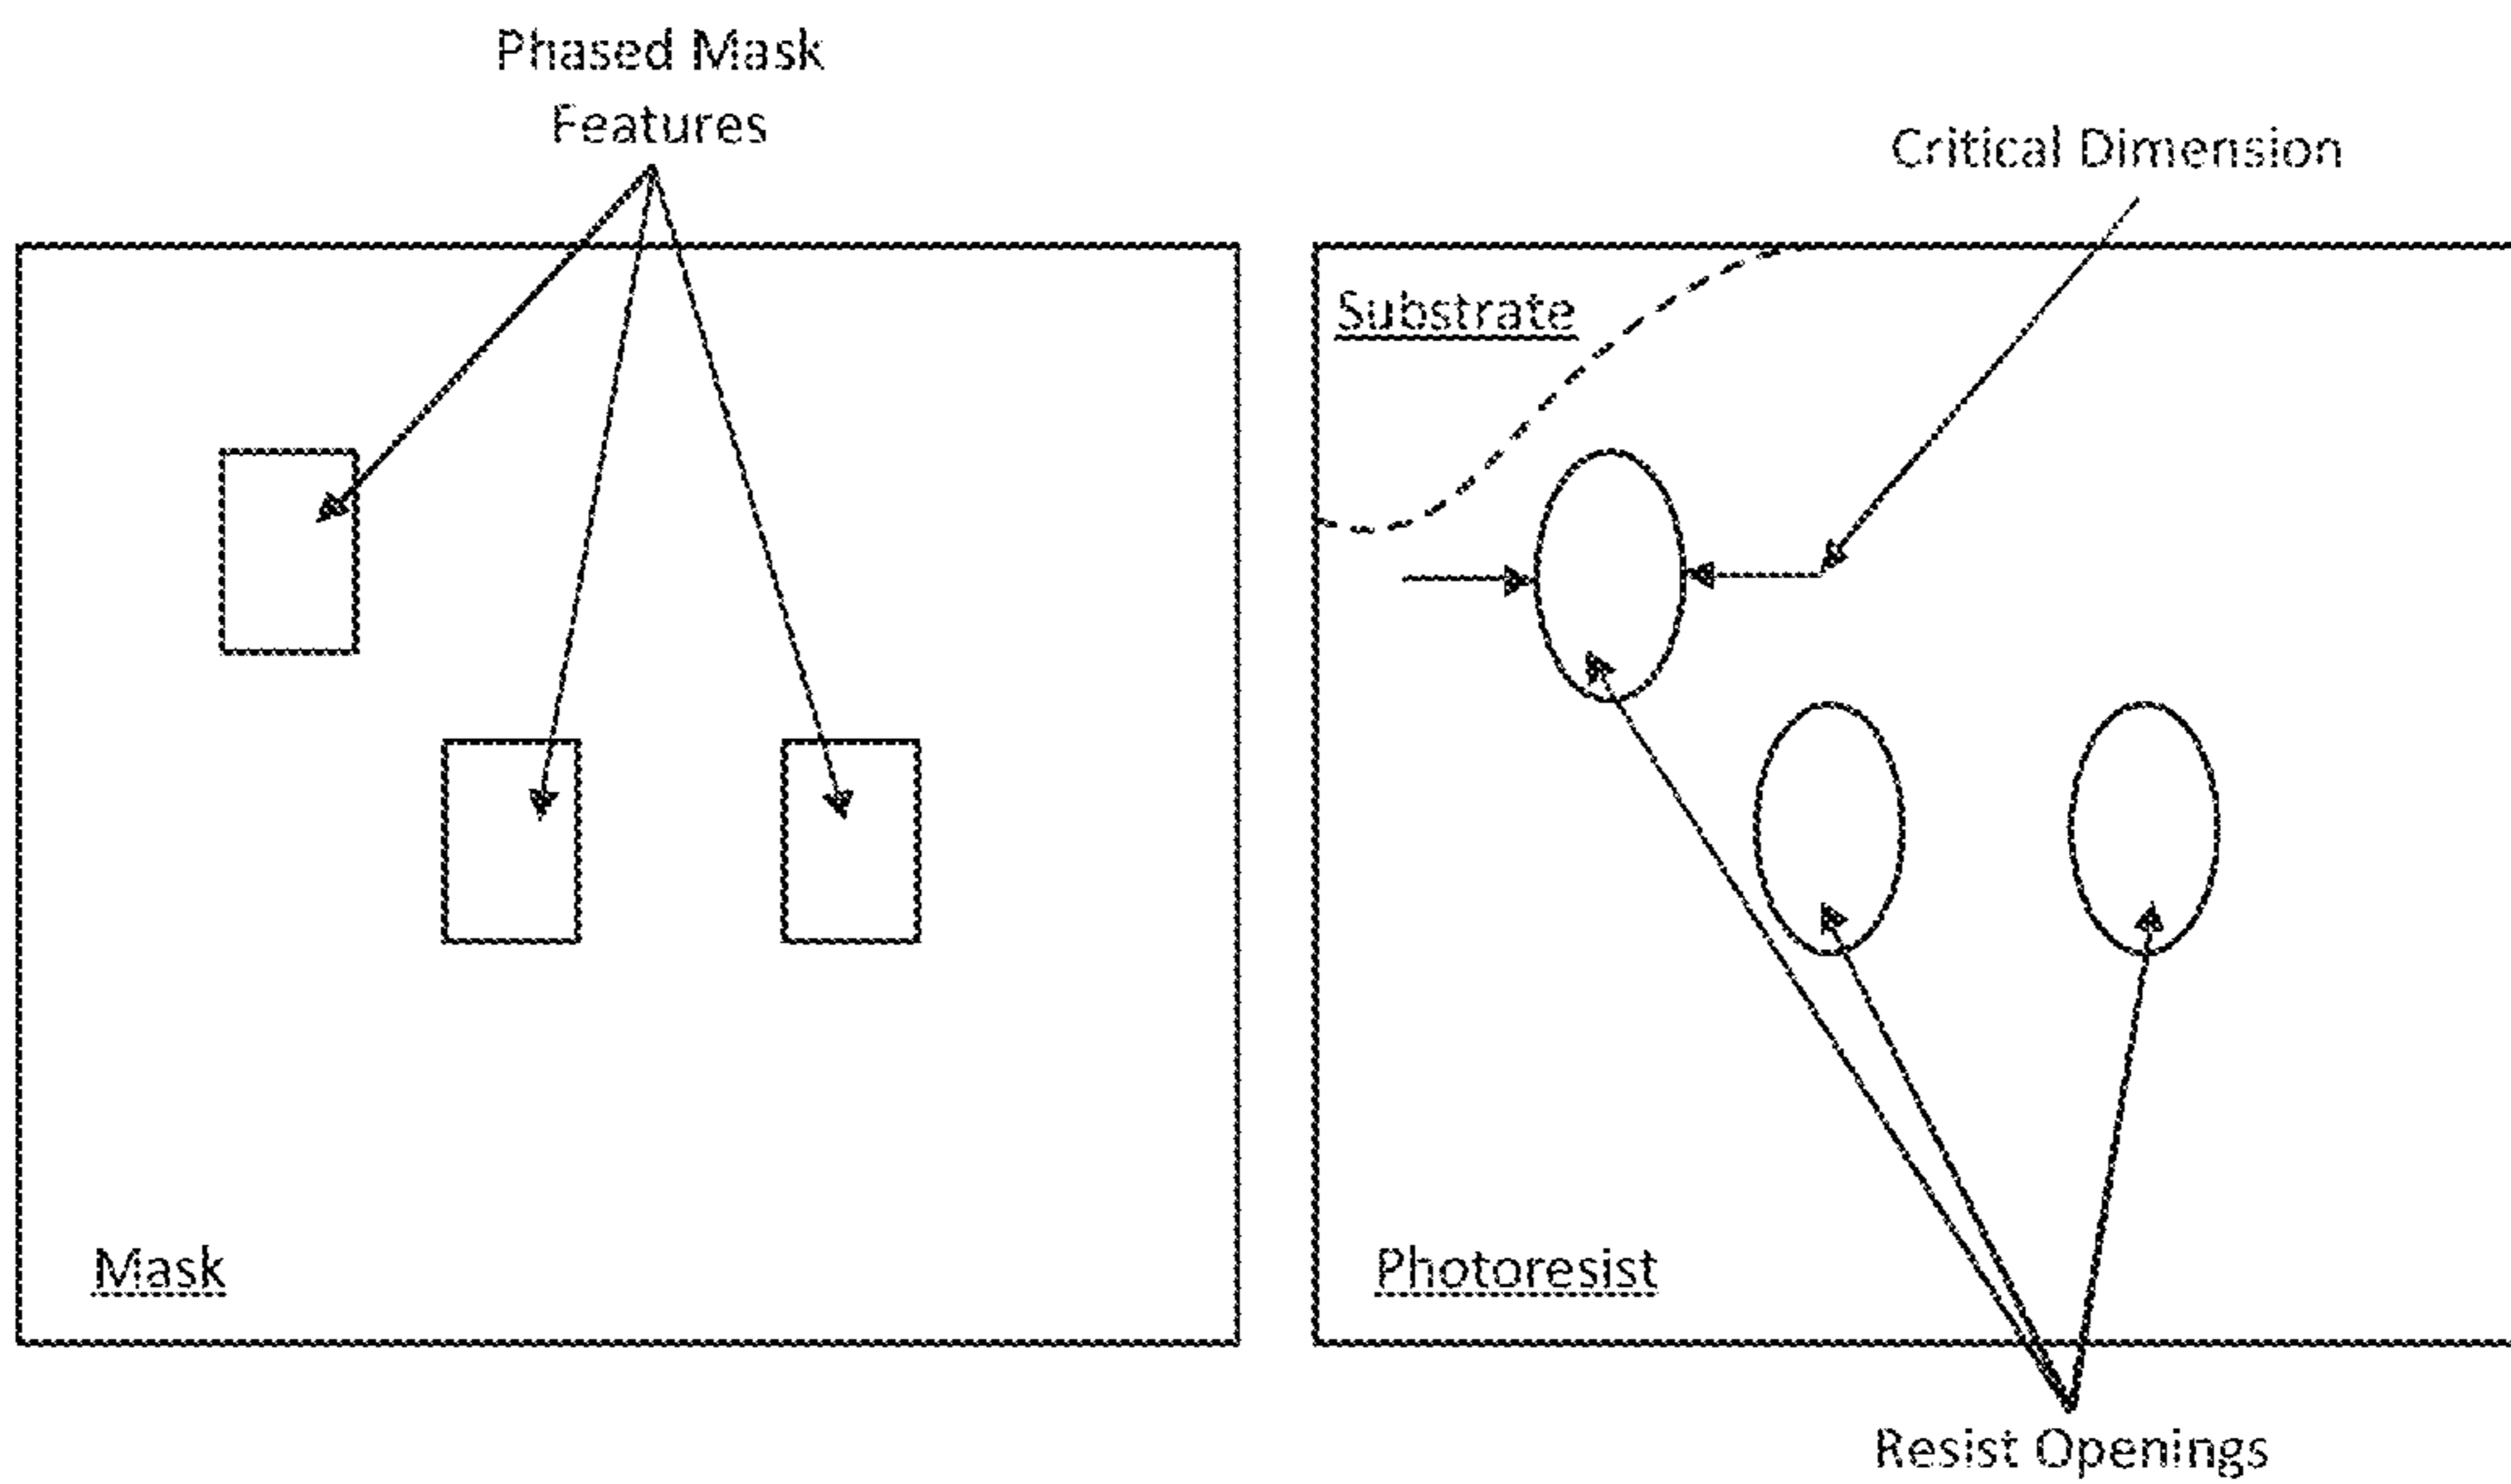 Phased Mask
Features
Critical Dimension
Substrate
Mask
Photoresist
Resist Openings